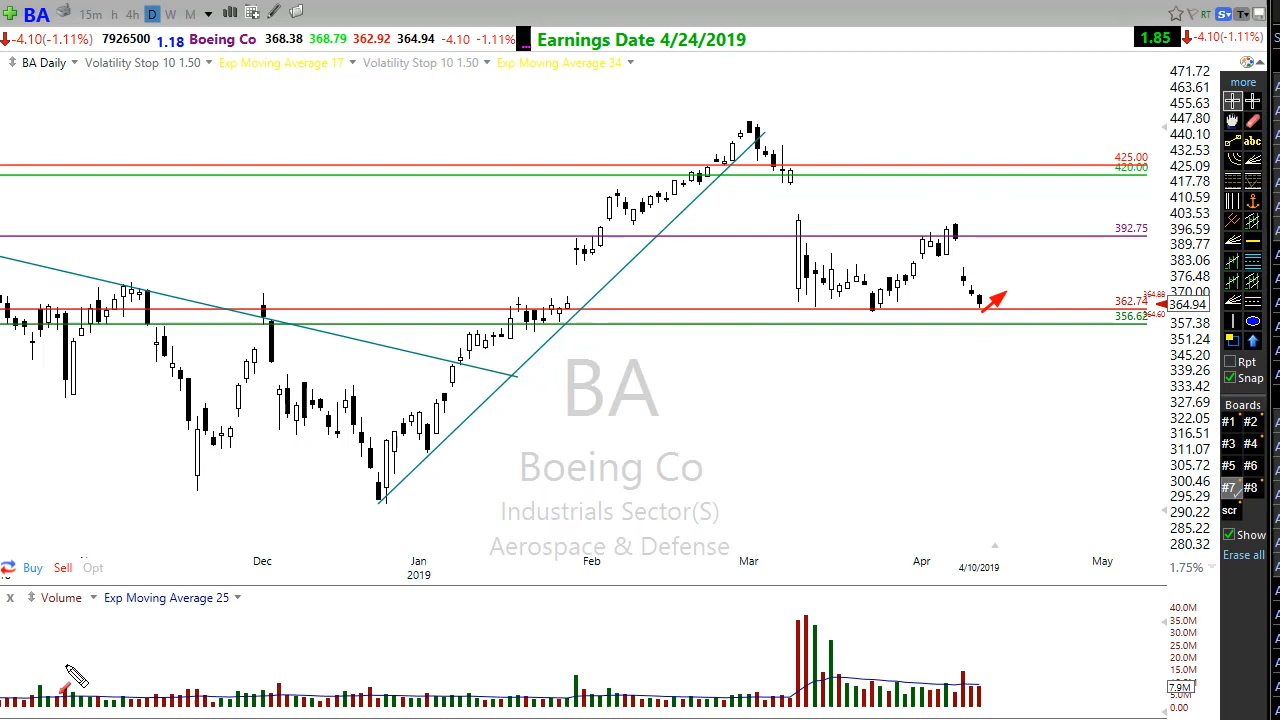 BA 15m h 4h D W M RT S T
-4.10(-1.11%) 7926500 1.18 Boeing Co 368.38 368.79 362.92 364.94 -4.10 -1.11% ... Earnings Date 4/24/2019 1.85 -4.10(-1.11%)
BA Daily Volatility Stop 10 1.50 Exp Moving Average 17 Volatility Stop 10 1.50 Exp Moving Average 34
more
abc
471.72
463.61
455.63
447.80
440.10
432.53
425.09
417.78
410.59
403.53
396.59
389.77
383.06
376.48
370.00
364.94
357.38
351.24
345.20
339.26
333.42
327.69
322.05
316.51
311.07
305.72
300.46
295.29
290.22
285.22
280.32
1.75%
425.00
420.00
392.75
362.74
356.62
364.88
364.60
BA
Boeing Co
Industrials Sector(S)
Aerospace & Defense
Rpt
Snap
Boards
#1 #2
#3 #4
#5 #6
#7 #8
scr
Show
Erase all
Buy Sell Opt
Dec Jan Feb Mar Apr May
2019 4/10/2019
x Volume Exp Moving Average 25
40.0M
35.0M
30.0M
25.0M
20.0M
15.0M
7.9M
5.0M
0.00